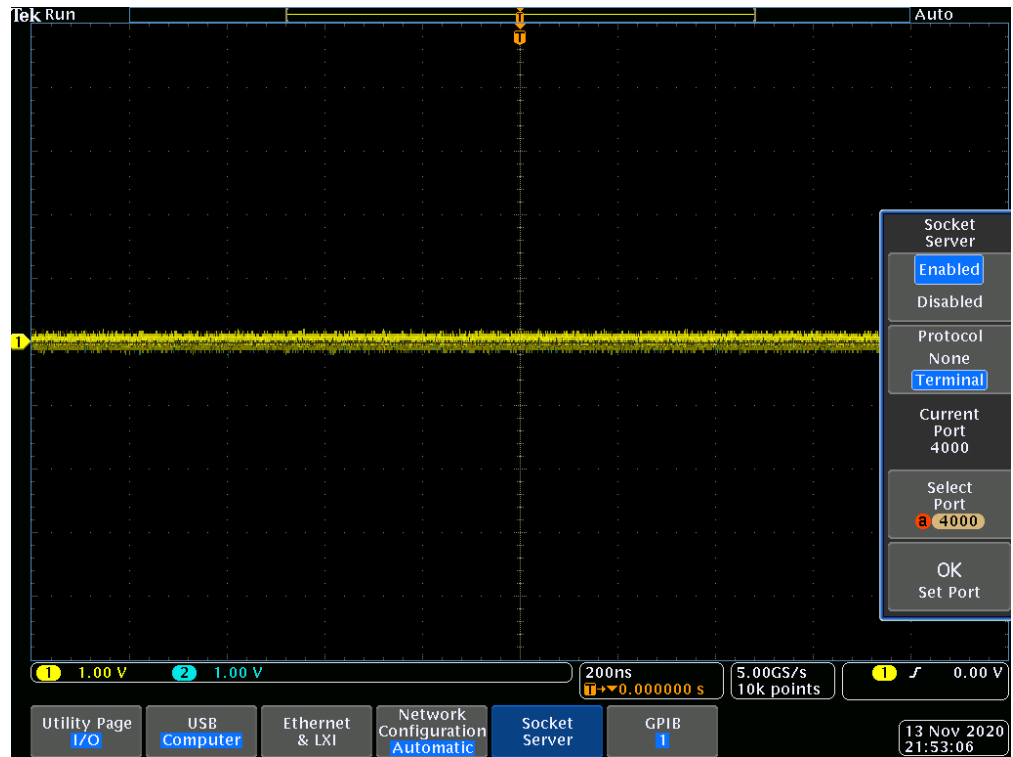 Tek Run
Auto
T
T
1
Socket
Server
Enabled
Disabled
Protocol
None
Terminal
Current
Port
4000
Select
Port
a 4000
OK
Set Port
1 1.00 V
2 1.00 V
200ns
T→▼0.000000 s
5.00GS/s
10k points
1 ƒ 0.00 V
Utility Page
I/O
USB
Computer
Ethernet
& LXI
Network
Configuration
Automatic
Socket
Server
GPIB
1
13 Nov 2020
21:53:06